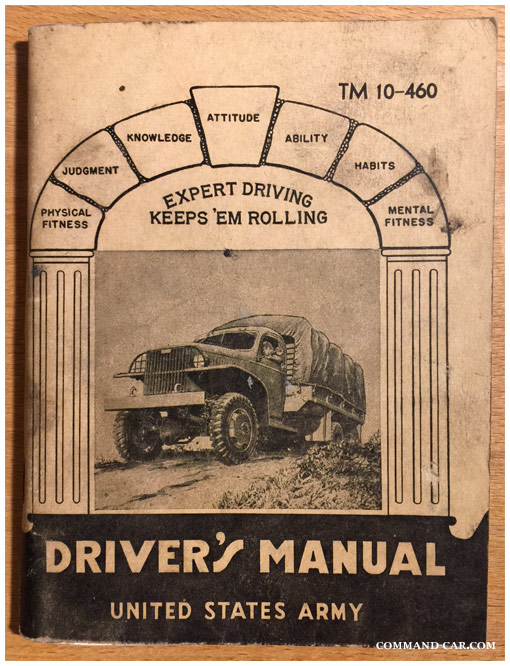 TM 10-460
ATTITUDE
KNOWLEDGE
ABILITY
JUDGMENT
HABITS
PHYSICAL
FITNESS
MENTAL
FITNESS
EXPERT DRIVING
KEEPS 'EM ROLLING
DRIVER'S MANUAL
UNITED STATES ARMY
COMMAND-CAR.COM